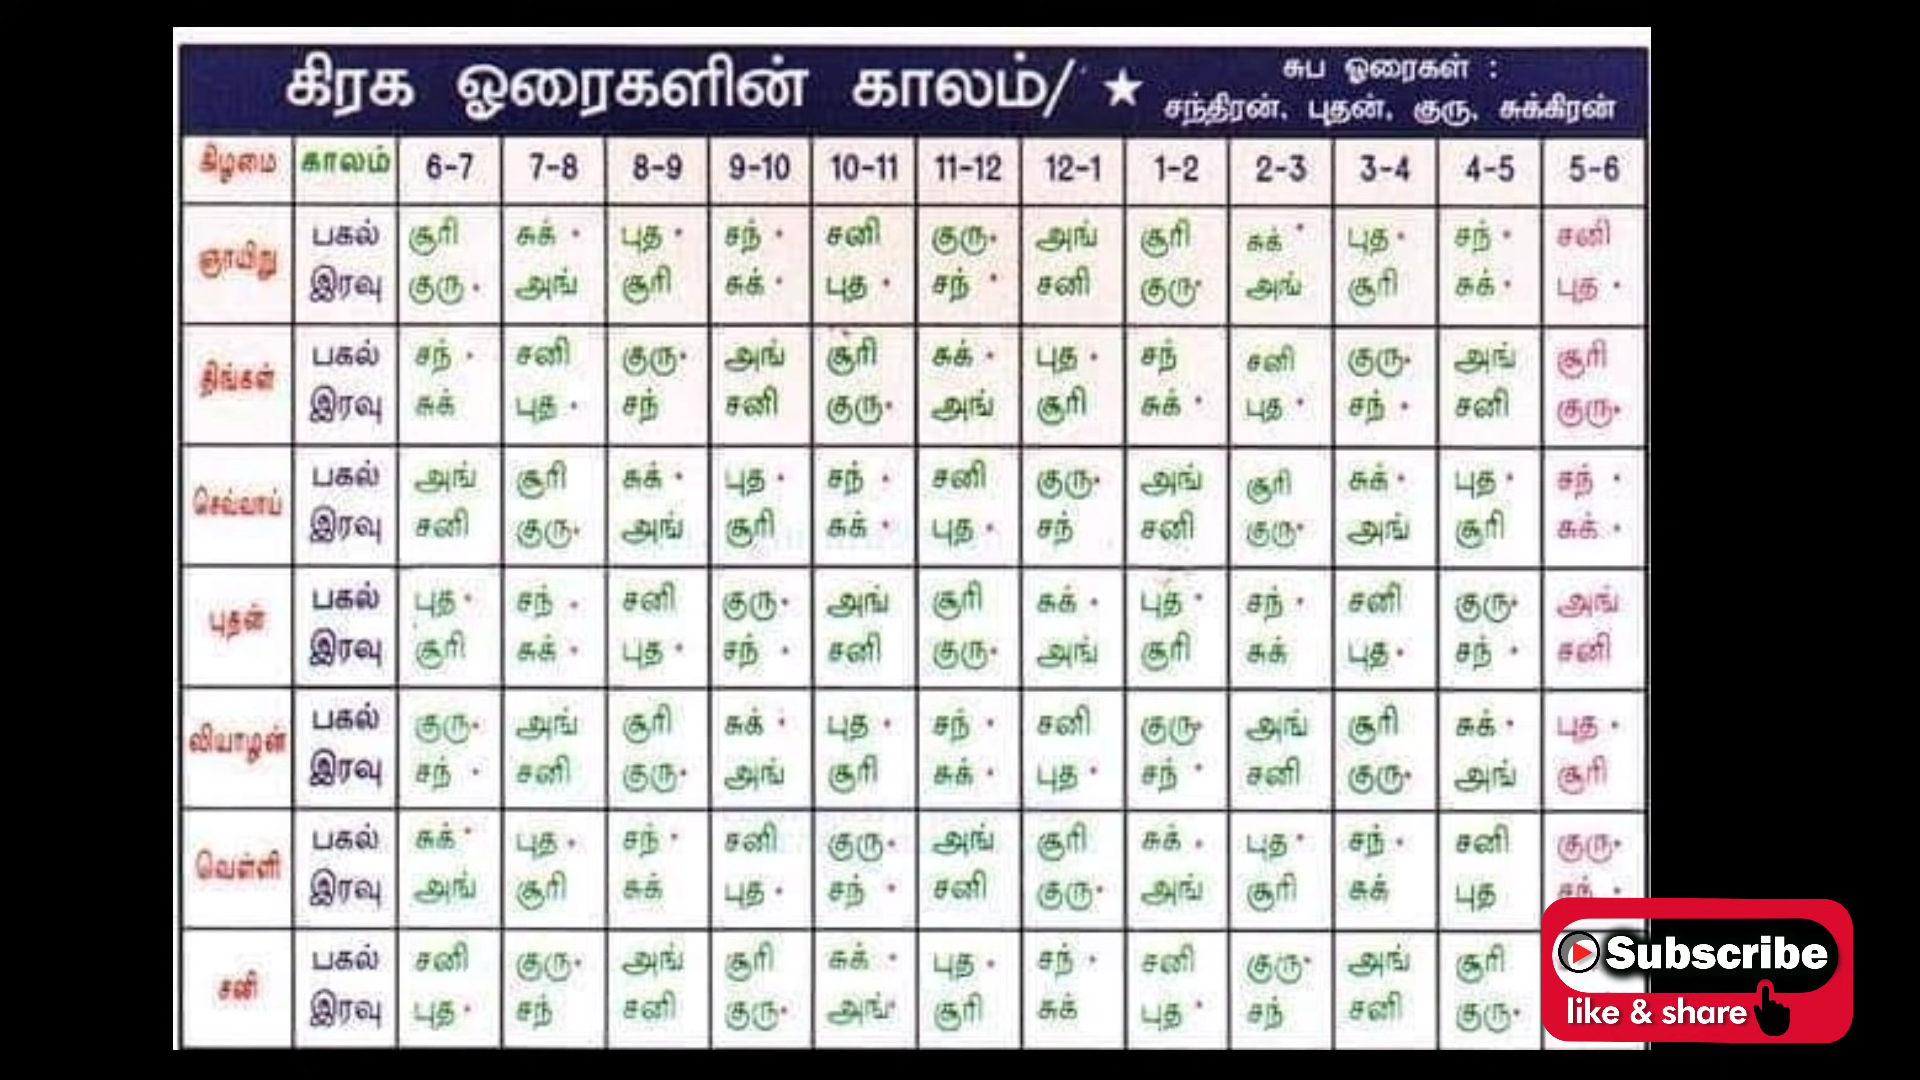 கிரக ஓரைகளின் காலம்/ ★ சுப ஓரைகள் :
சந்திரன், புதன், குரு, சுக்கிரன்
கிழமை காலம் 6-7 7-8 8-9 9-10 10-11 11-12 12-1 1-2 2-3 3-4 4-5 5-6
ஞாயிறு
பகல் சூரி சுக் • புத • சந் • சனி குரு• அங் சூரி சுக் • புத • சந் • சனி
இரவு குரு • அங் சூரி சுக் • புத • சந் • சனி குரு• அங் சூரி சுக் • புத •
திங்கள்
பகல் சந் • சனி குரு• அங் சூரி சுக் • புத • சந் சனி குரு• அங் சூரி
இரவு சுக் புத • சந் சனி குரு• அங் சூரி சுக் • புத • சந் • சனி குரு•
செவ்வாய்
பகல் அங் சூரி சுக் • புத • சந் • சனி குரு• அங் சூரி சுக் • புத • சந் •
இரவு சனி குரு• அங் சூரி சுக் • புத • சந் சனி குரு• அங் சூரி சுக் •
புதன்
பகல் புத • சந் • சனி குரு• அங் சூரி சுக் • புத • சந் • சனி குரு• அங்
இரவு சூரி சுக் • புத • சந் • சனி குரு• அங் சூரி சுக் புத • சந் • சனி
வியாழன்
பகல் குரு• அங் சூரி சுக் • புத • சந் • சனி குரு• அங் சூரி சுக் • புத •
இரவு சந் • சனி குரு• அங் சூரி சுக் • புத • சந் • சனி குரு• அங் சூரி
வெள்ளி
பகல் சுக் • புத • சந் • சனி குரு• அங் சூரி சுக் • புத • சந் • சனி குரு•
இரவு அங் சூரி சுக் புத • சந் • சனி குரு• அங் சூரி சுக் புத சந் •
சனி
பகல் சனி குரு• அங் சூரி சுக் • புத • சந் • சனி குரு• அங் சூரி
இரவு புத • சந் சனி குரு• அங்• சூரி சுக் புத • சந் சனி குரு•
Subscribe
like & share